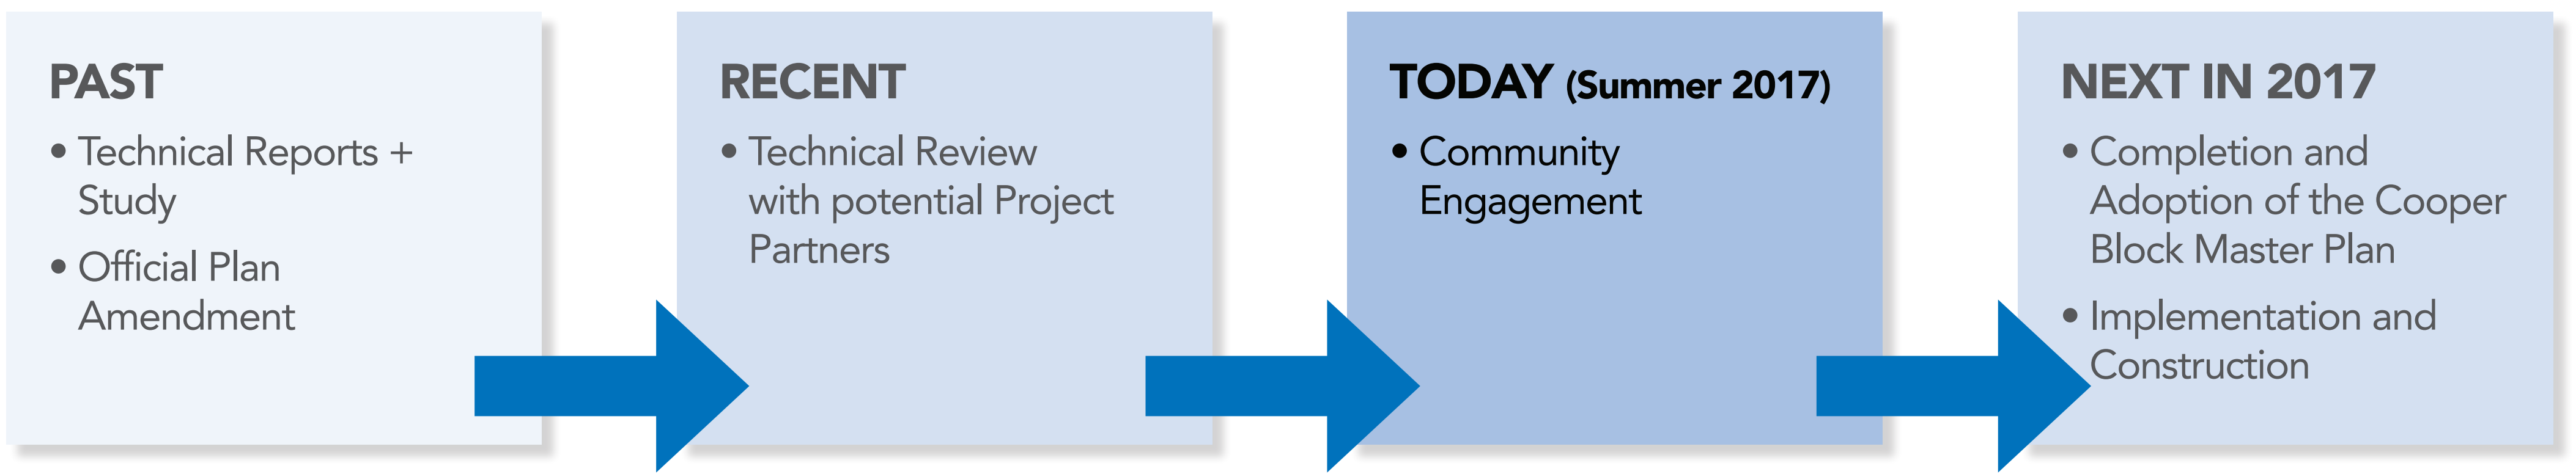 PAST
• Technical Reports +
Study
• Official Plan
Amendment
RECENT
• Technical Review
with potential Project
Partners
TODAY (Summer 2017)
• Community
Engagement
NEXT IN 2017
• Completion and
Adoption of the Cooper
Block Master Plan
• Implementation and
Construction